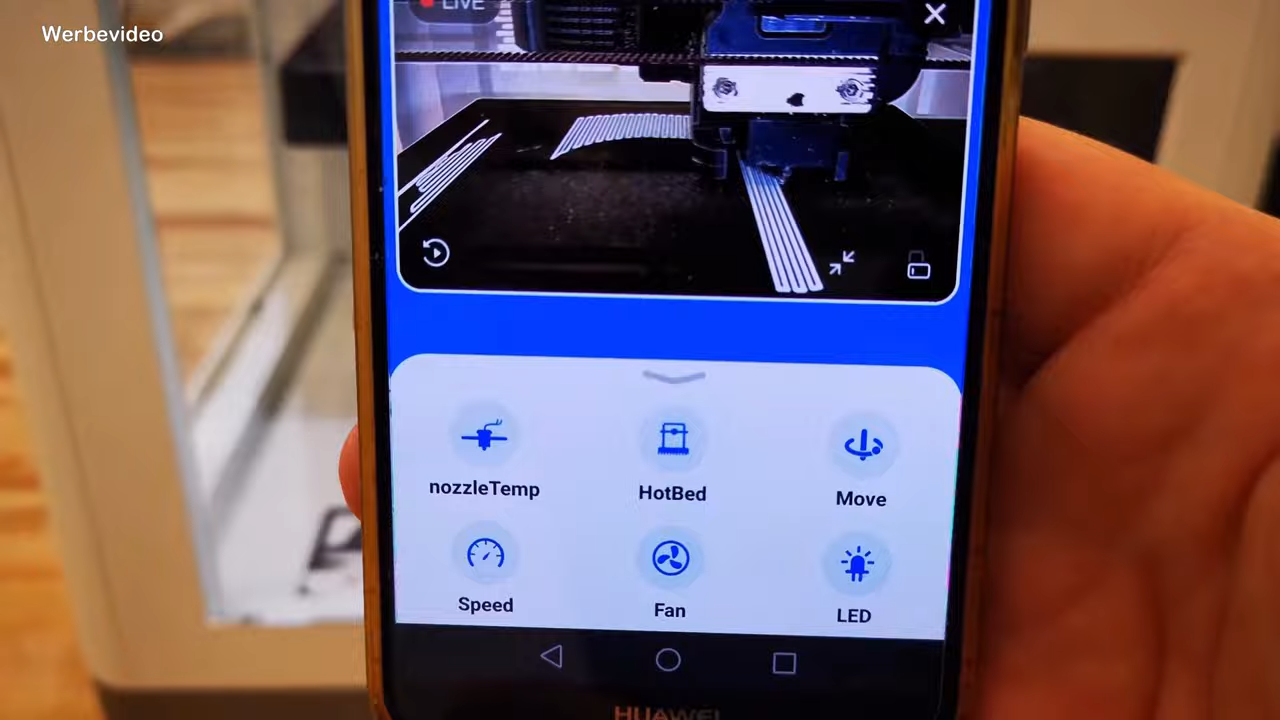 Werbevideo
LIVE
nozzleTemp
HotBed
Move
Speed
Fan
LED
HUAWEI